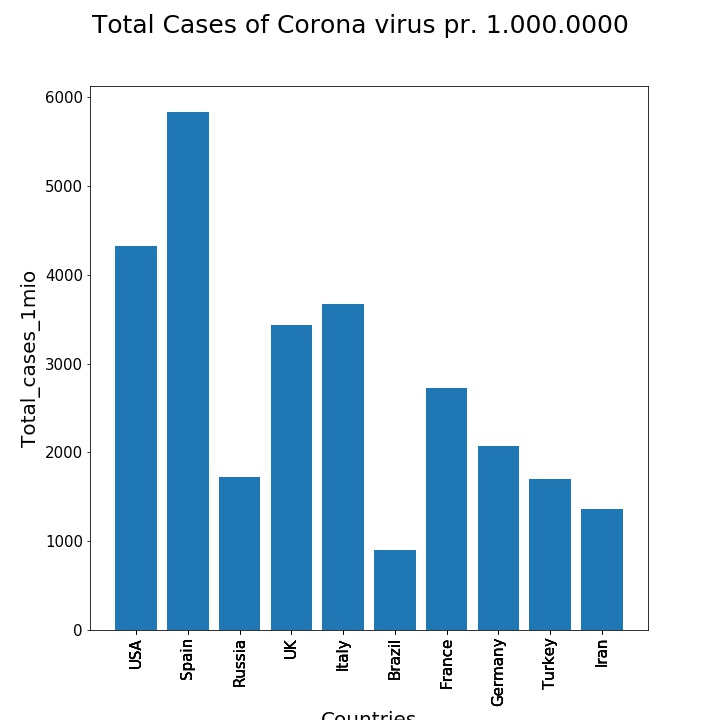 Total Cases of Corona virus pr. 1.000.0000
6000
5000
4000
3000
2000
1000
0
Total_cases_1mio
USA
Spain
Russia
UK
Italy
Brazil
France
Germany
Turkey
Iran
Countries